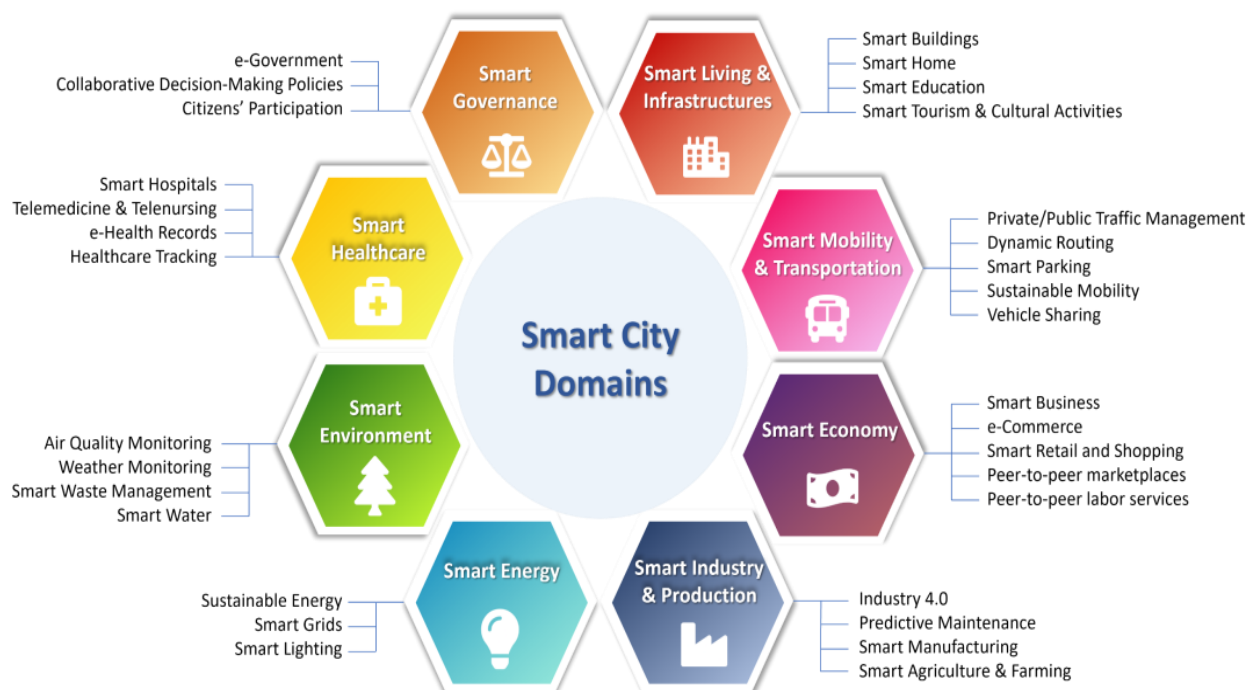 Smart City
Domains
Smart
Governance
e-Government
Collaborative Decision-Making Policies
Citizens’ Participation
Smart Living &
Infrastructures
Smart Buildings
Smart Home
Smart Education
Smart Tourism & Cultural Activities
Smart Mobility
& Transportation
Private/Public Traffic Management
Dynamic Routing
Smart Parking
Sustainable Mobility
Vehicle Sharing
Smart Economy
Smart Business
e-Commerce
Smart Retail and Shopping
Peer-to-peer marketplaces
Peer-to-peer labor services
Smart Industry
& Production
Industry 4.0
Predictive Maintenance
Smart Manufacturing
Smart Agriculture & Farming
Smart Energy
Sustainable Energy
Smart Grids
Smart Lighting
Smart
Environment
Air Quality Monitoring
Weather Monitoring
Smart Waste Management
Smart Water
Smart
Healthcare
Smart Hospitals
Telemedicine & Telenursing
e-Health Records
Healthcare Tracking